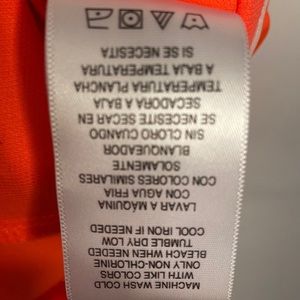 MACHINE WASH COLD
WITH LIKE COLORS
ONLY NON-CHLORINE
BLEACH WHEN NEEDED
TUMBLE DRY LOW
COOL IRON IF NEEDED
LAVAR A MÁQUINA
CON AGUA FRIA
CON COLORES SIMILARES
SOLAMENTE
BLANQUEADOR
SIN CLORO CUANDO
SE NECESITE SECAR EN
SECADORA A BAJA
TEMPERATURA PLANCHA
A BAJA TEMPERATURA
SI SE NECESITA